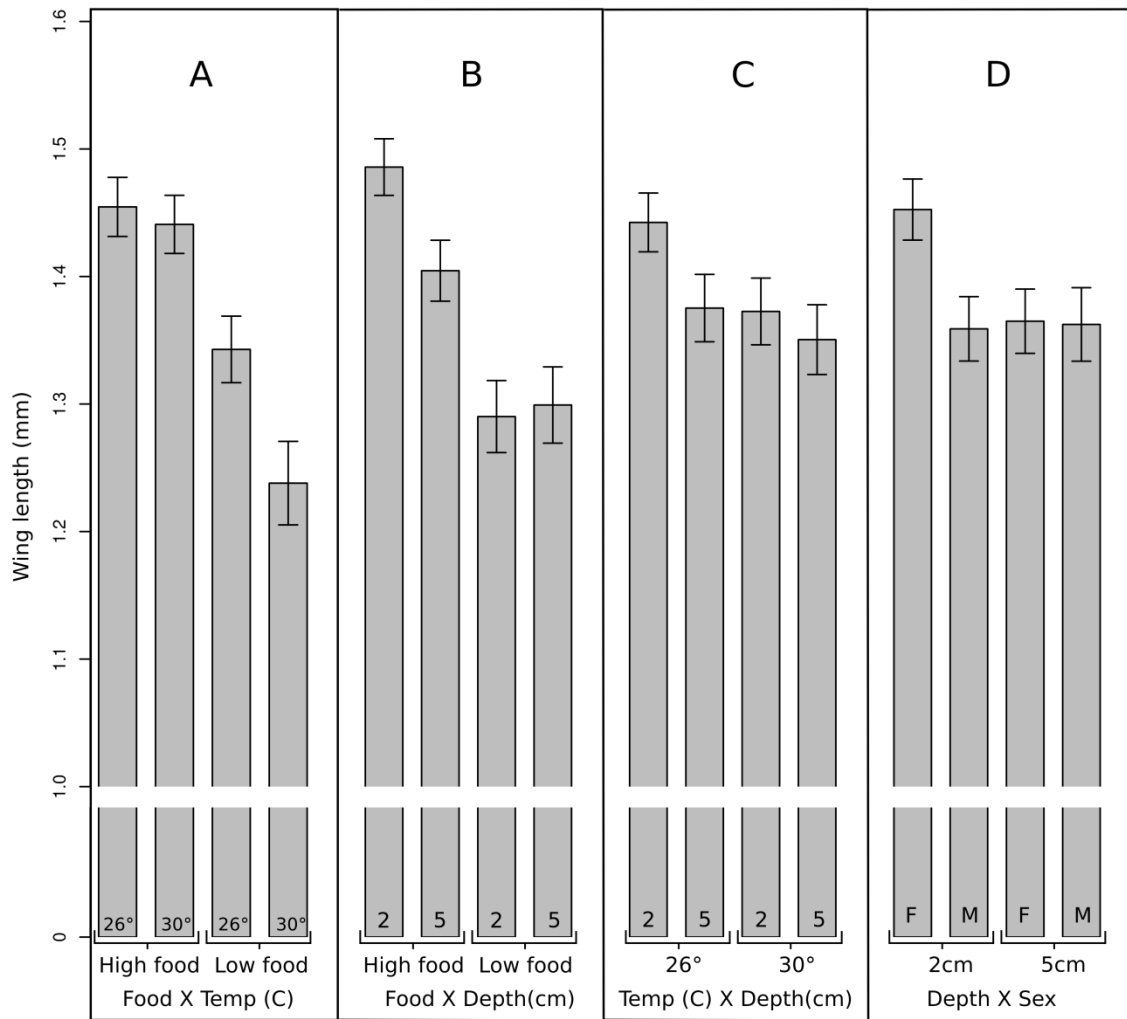 Wing length (mm)
1.6
1.5
1.4
1.3
1.2
1.1
1.0
0
A
26° 30° 26° 30°
High food Low food
Food X Temp (C)
B
2 5 2 5
High food Low food
Food X Depth(cm)
C
2 5 2 5
26° 30°
Temp (C) X Depth(cm)
D
F M F M
2cm 5cm
Depth X Sex